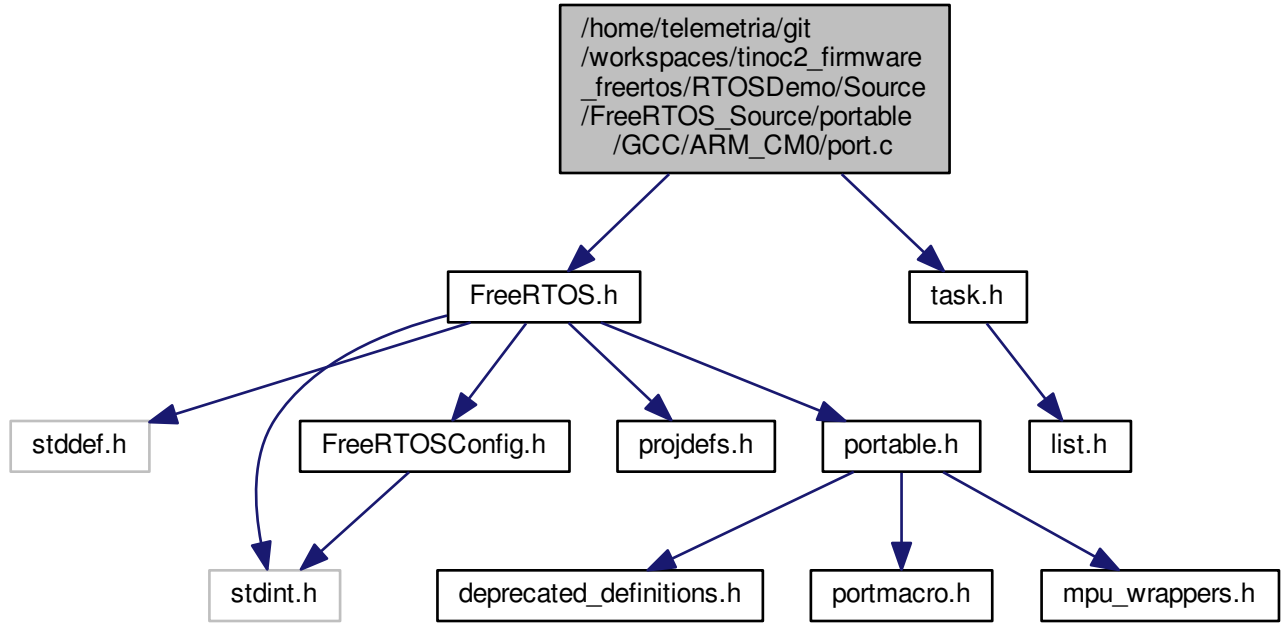 /home/telemetria/git
/workspaces/tinoc2_firmware
_freertos/RTOSDemo/Source
/FreeRTOS_Source/portable
/GCC/ARM_CM0/port.c
FreeRTOS.h
task.h
stddef.h
FreeRTOSConfig.h
projdefs.h
portable.h
list.h
stdint.h
deprecated_definitions.h
portmacro.h
mpu_wrappers.h